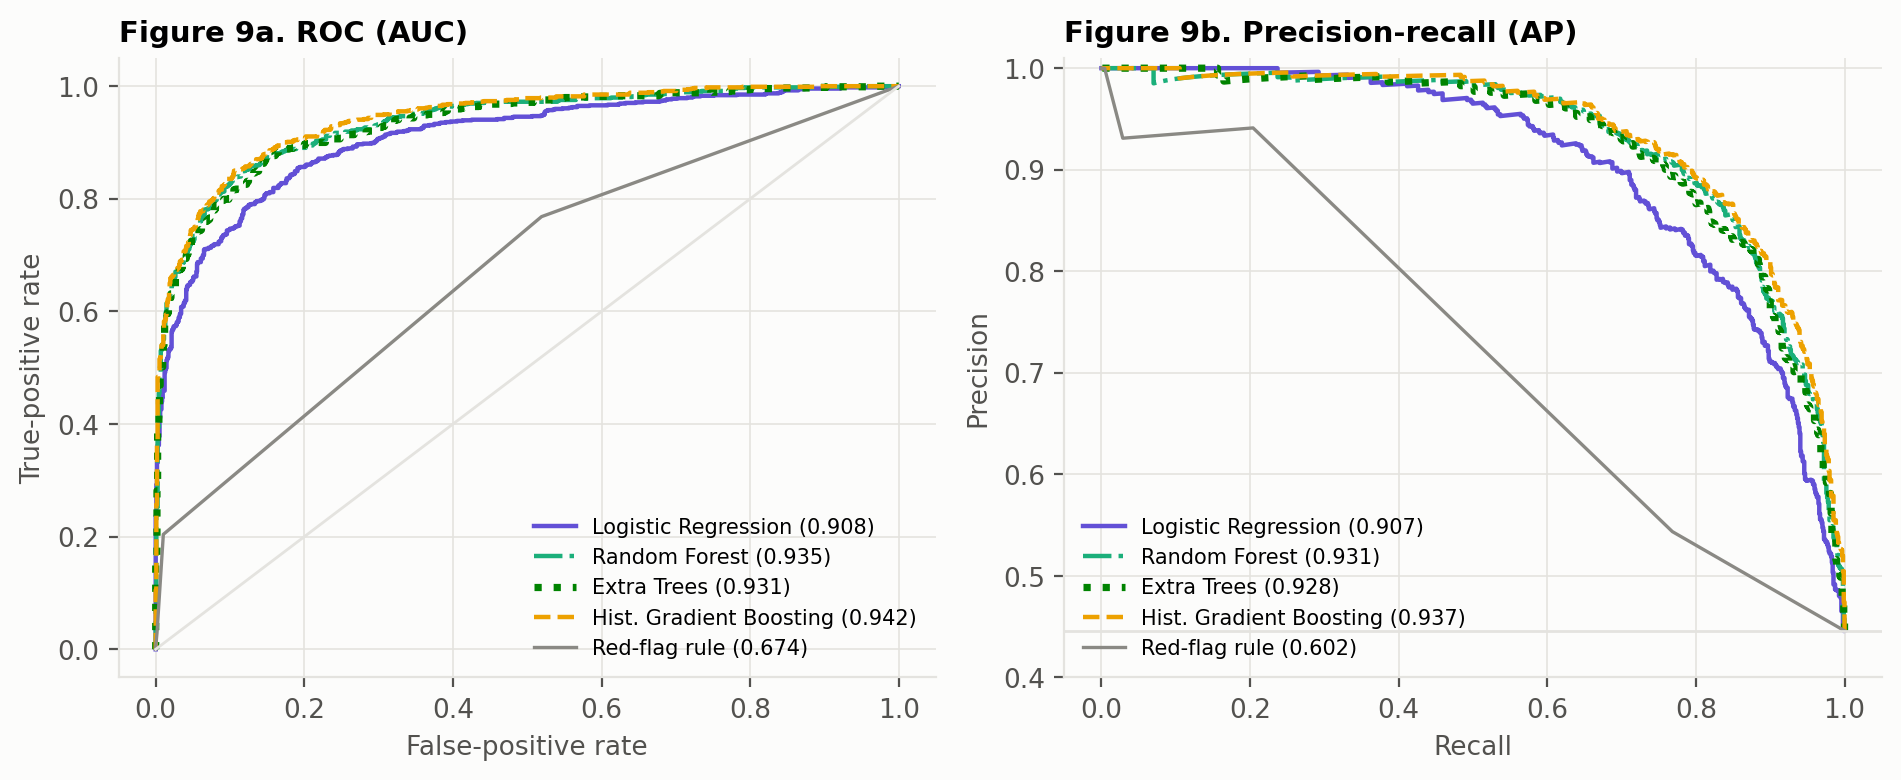 Figure 9a. ROC (AUC)
True-positive rate
1.0
0.8
0.6
0.4
0.2
0.0
Logistic Regression (0.908)
Random Forest (0.935)
Extra Trees (0.931)
Hist. Gradient Boosting (0.942)
Red-flag rule (0.674)
0.0 0.2 0.4 0.6 0.8 1.0
False-positive rate
Figure 9b. Precision-recall (AP)
Precision
1.0
0.9
0.8
0.7
0.6
0.5
0.4
Logistic Regression (0.907)
Random Forest (0.931)
Extra Trees (0.928)
Hist. Gradient Boosting (0.937)
Red-flag rule (0.602)
0.0 0.2 0.4 0.6 0.8 1.0
Recall